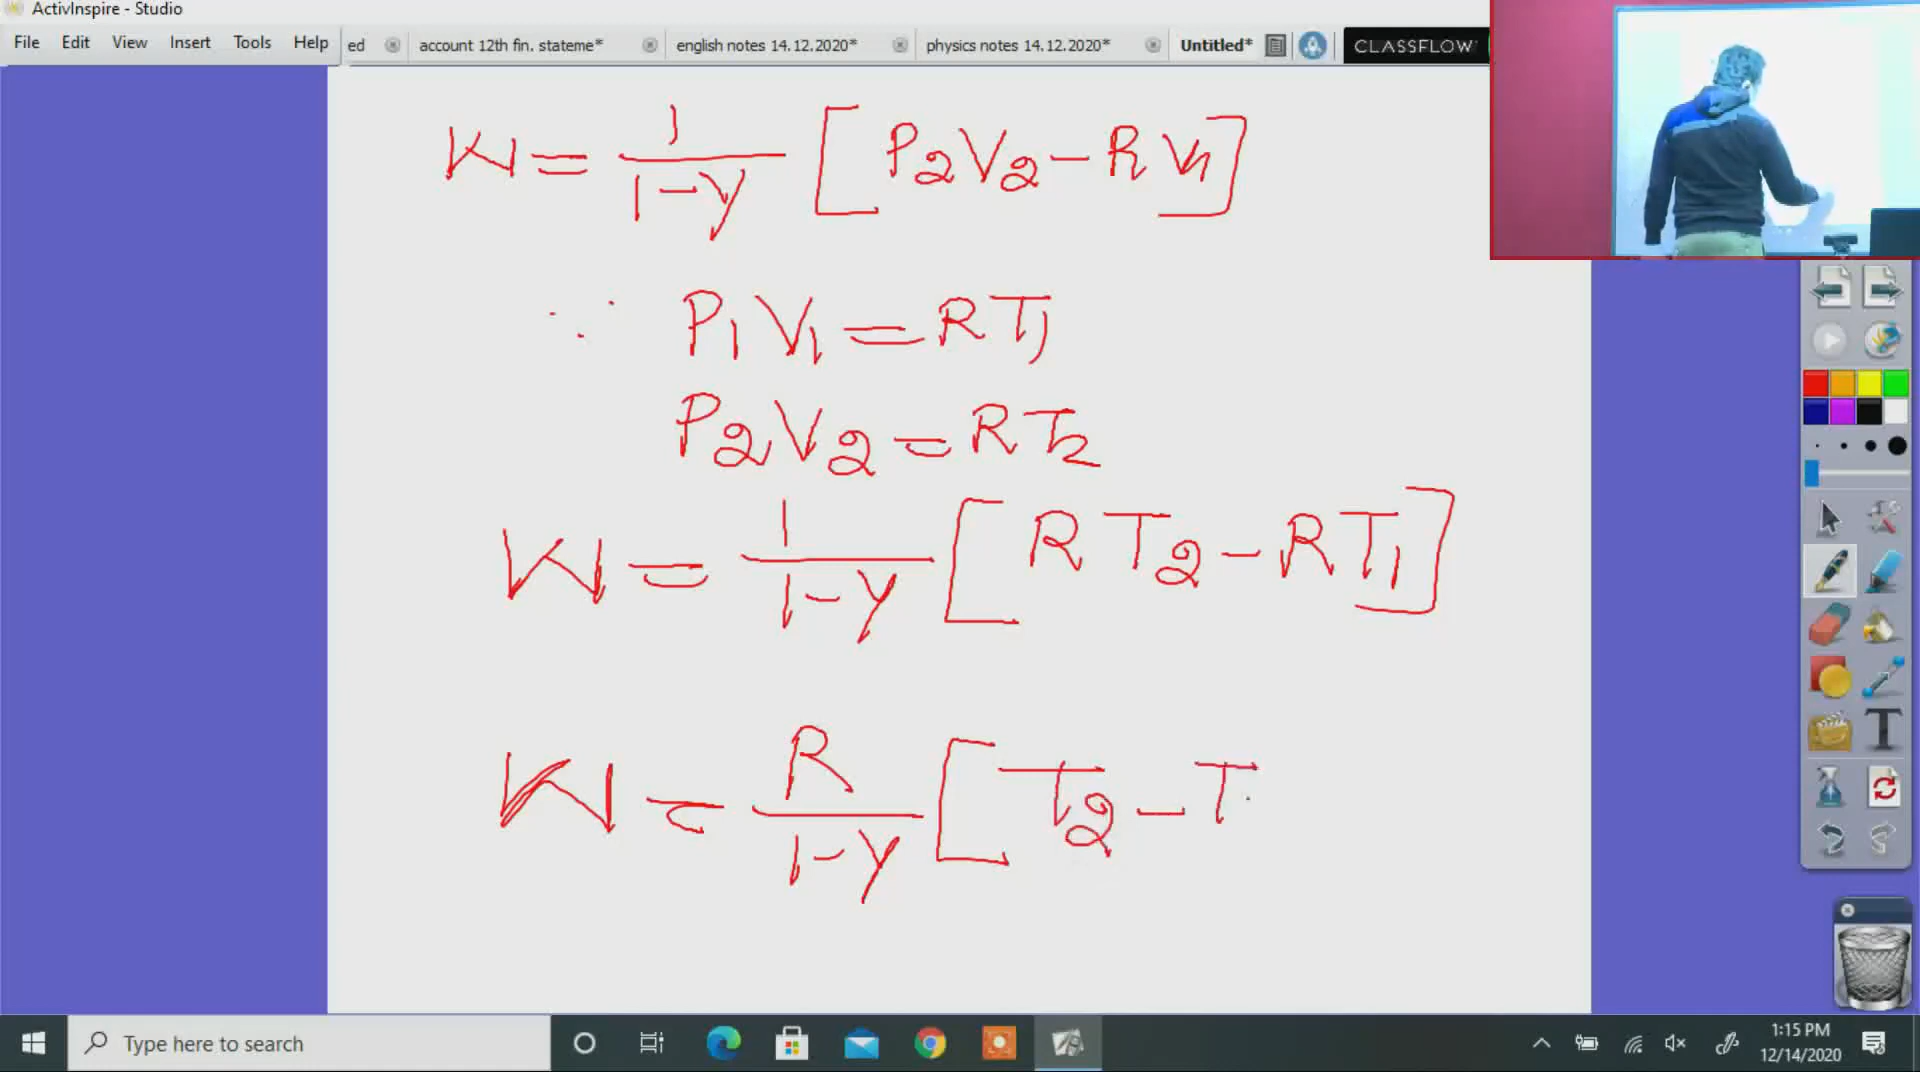 ActivInspire - Studio
File Edit View Insert Tools Help ed account 12th fin. stateme* english notes 14.12.2020* physics notes 14.12.2020* Untitled* CLASSFLOW
W = 1/(1-γ) [P₂V₂ - P₁V₁]
∵ P₁V₁ = RT₁
P₂V₂ = RT₂
W = 1/(1-γ) [RT₂ - RT₁]
W = R/(1-γ) [T₂ - T
T
Type here to search
1:15 PM
12/14/2020